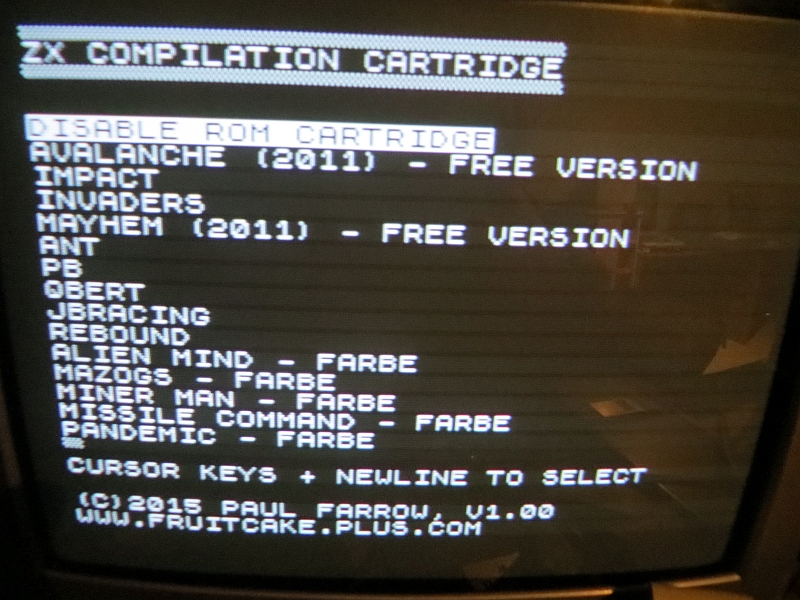 ZX COMPILATION CARTRIDGE
DISABLE ROM CARTRIDGE
AVALANCHE (2011) - FREE VERSION
IMPACT
INVADERS
MAYHEM (2011) - FREE VERSION
ANT
PB
QBERT
JBRACING
REBOUND
ALIEN MIND - FARBE
MAZOGS - FARBE
MINER MAN - FARBE
MISSILE COMMAND - FARBE
PANDEMIC - FARBE
CURSOR KEYS + NEWLINE TO SELECT
(C)2015 PAUL FARROW, V1.00
WWW.FRUITCAKE.PLUS.COM